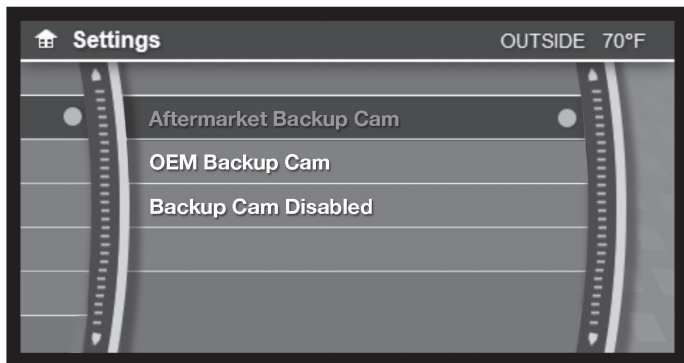 Settings OUTSIDE 70°F
Aftermarket Backup Cam
OEM Backup Cam
Backup Cam Disabled